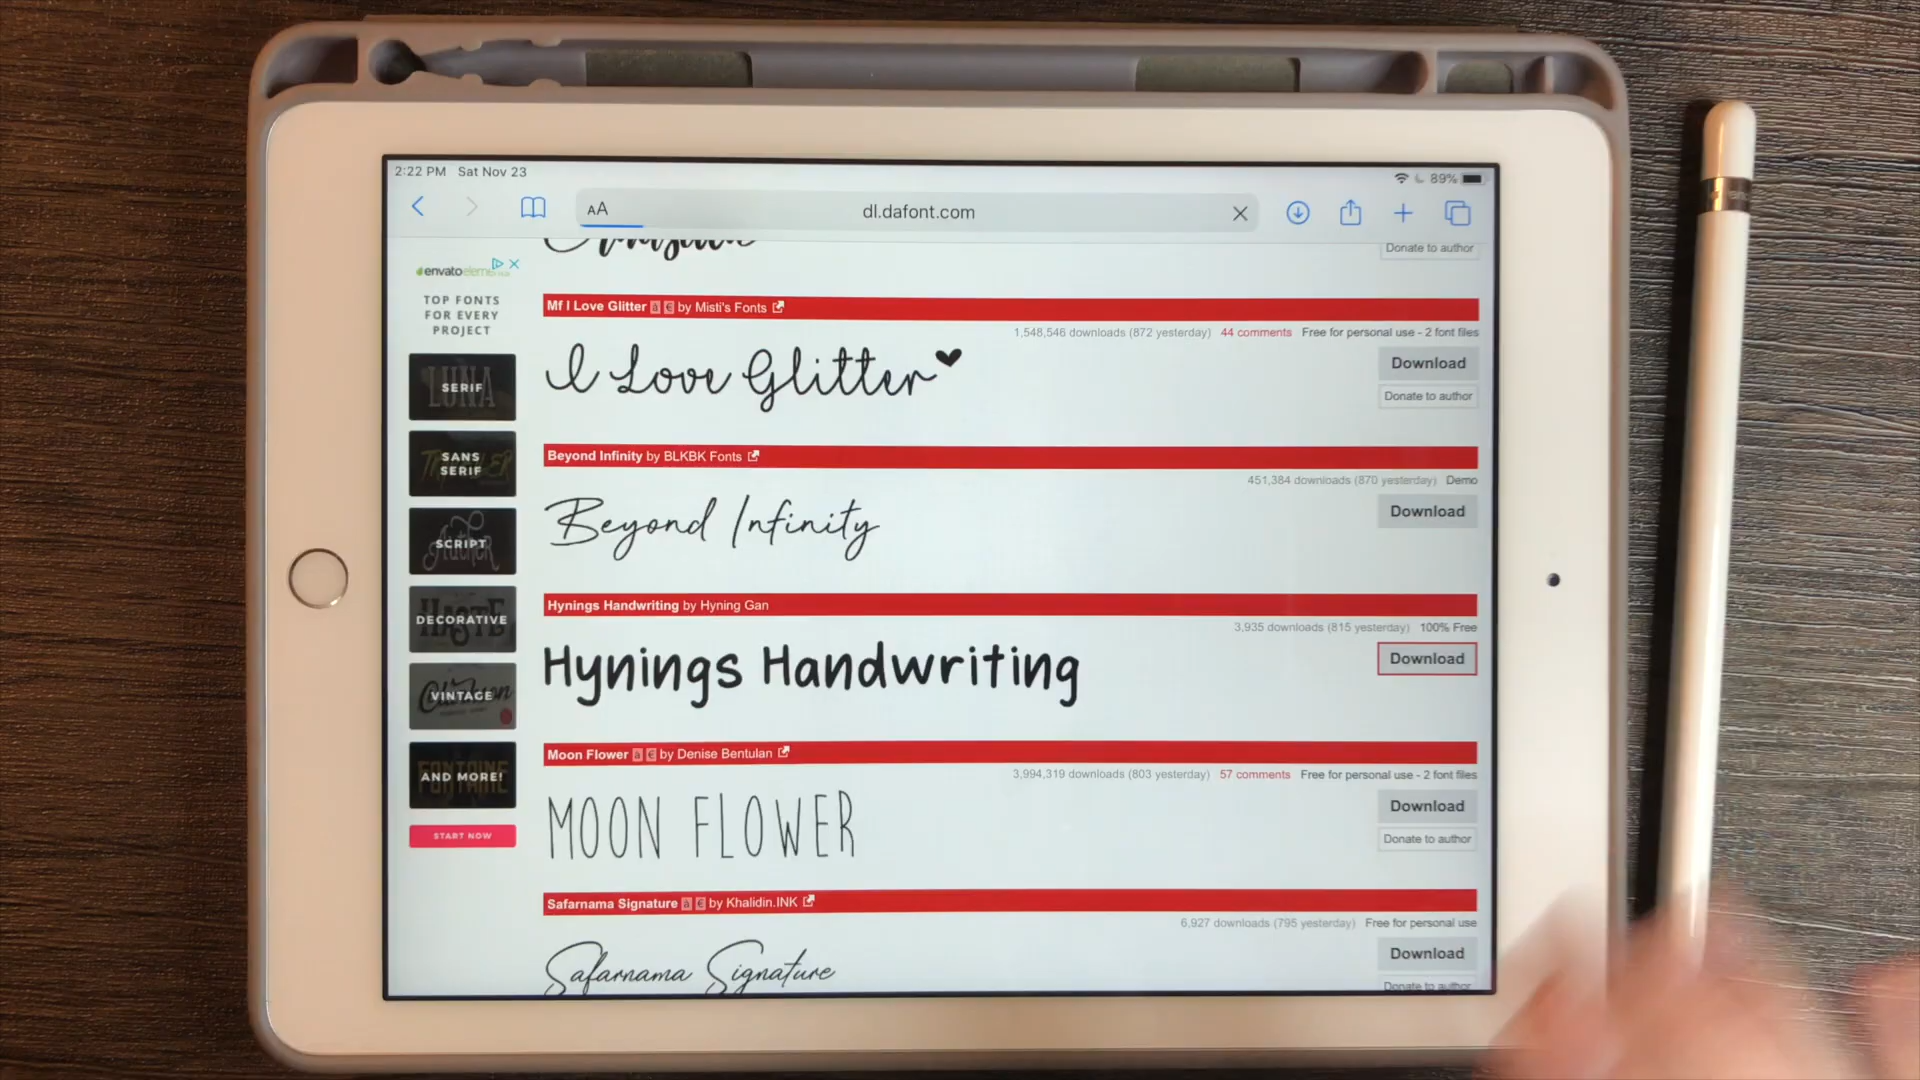 2:22 PM Sat Nov 23
89%
AA dl.dafont.com
Donate to author
envato
TOP FONTS
FOR EVERY
PROJECT
SERIF
SANS
SERIF
SCRIPT
DECORATIVE
VINTAGE
AND MORE!
START NOW
Mf I Love Glitter à € by Misti's Fonts
1,548,546 downloads (872 yesterday) 44 comments Free for personal use - 2 font files
I Love Glitter
Download
Donate to author
Beyond Infinity by BLKBK Fonts
451,384 downloads (870 yesterday) Demo
Beyond Infinity
Download
Hynings Handwriting by Hyning Gan
3,935 downloads (815 yesterday) 100% Free
Hynings Handwriting
Download
Moon Flower à € by Denise Bentulan
3,994,319 downloads (803 yesterday) 57 comments Free for personal use - 2 font files
MOON FLOWER
Download
Donate to author
Safarnama Signature à € by Khalidin.INK
6,927 downloads (795 yesterday) Free for personal use
Safarnama Signature
Download
Donate to author